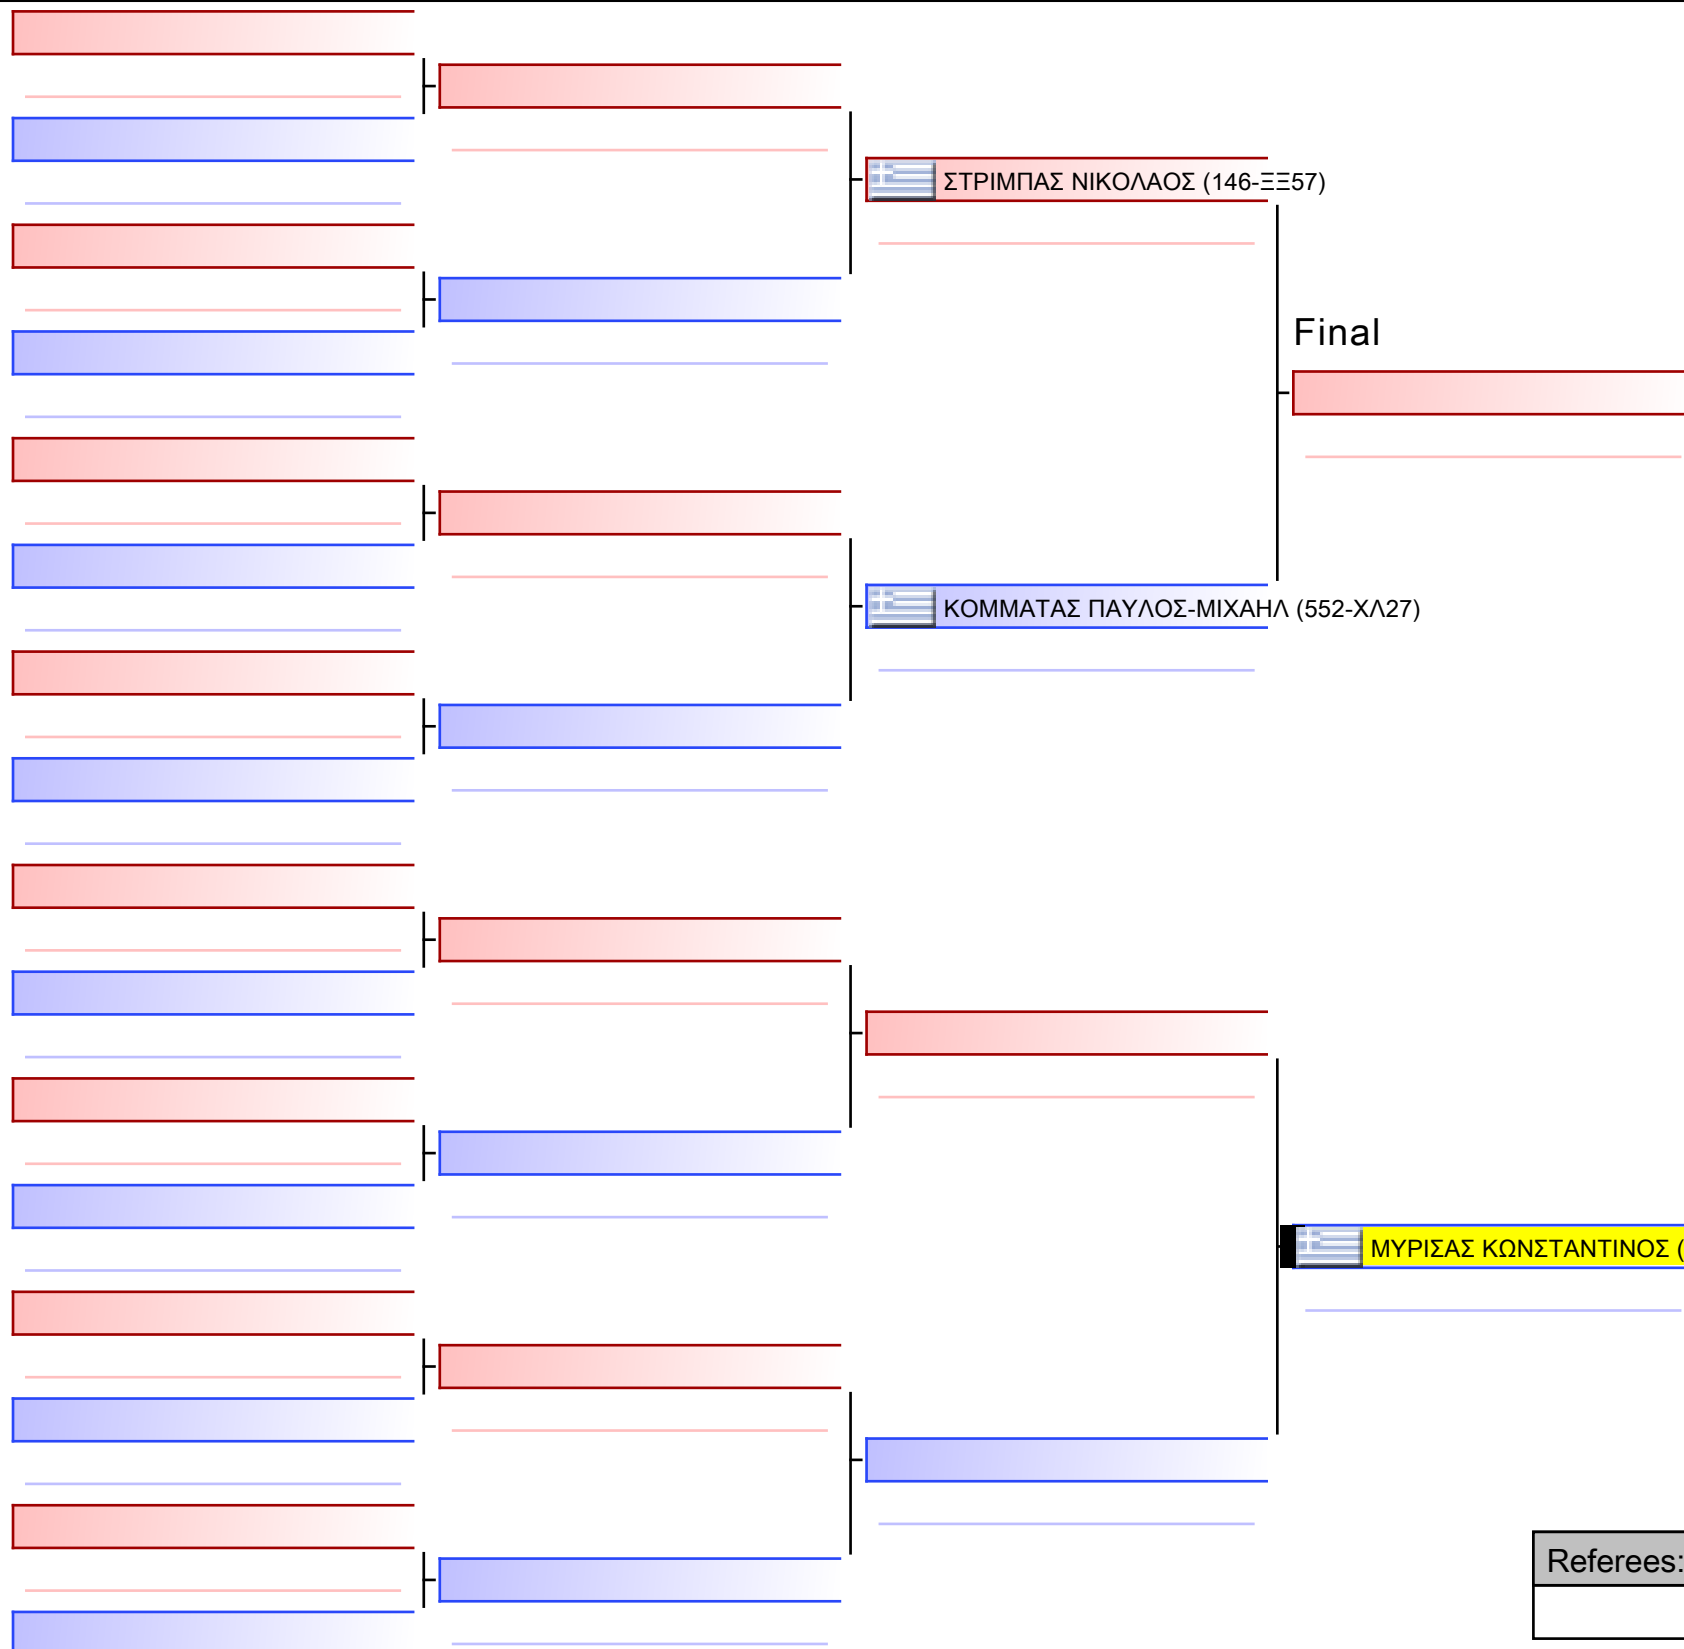 ΣΤΡΙΜΠΑΣ ΝΙΚΟΛΑΟΣ (146-ΞΞ57)
Final
ΚΟΜΜΑΤΑΣ ΠΑΥΛΟΣ-ΜΙΧΑΗΛ (552-ΧΛ27)
ΜΥΡΙΣΑΣ ΚΩΝΣΤΑΝΤΙΝΟΣ (
Referees: